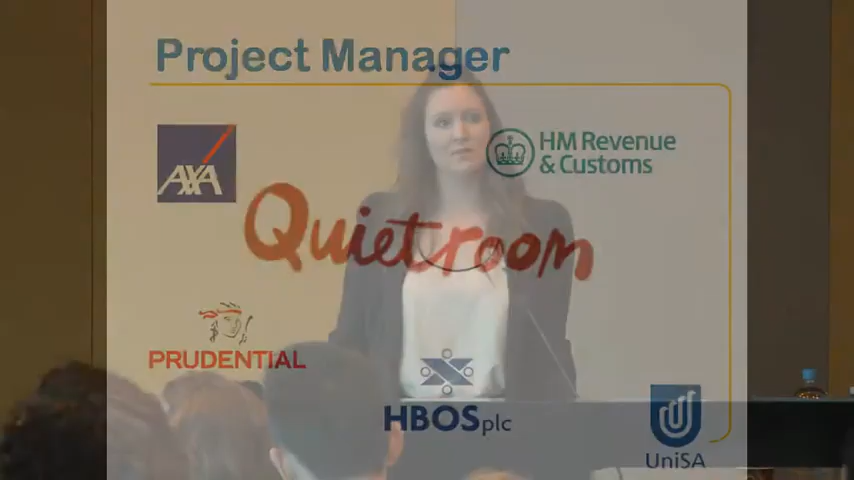 Project Manager
AXA
HM Revenue
& Customs
Quietroom
PRUDENTIAL
HBOSplc
UniSA